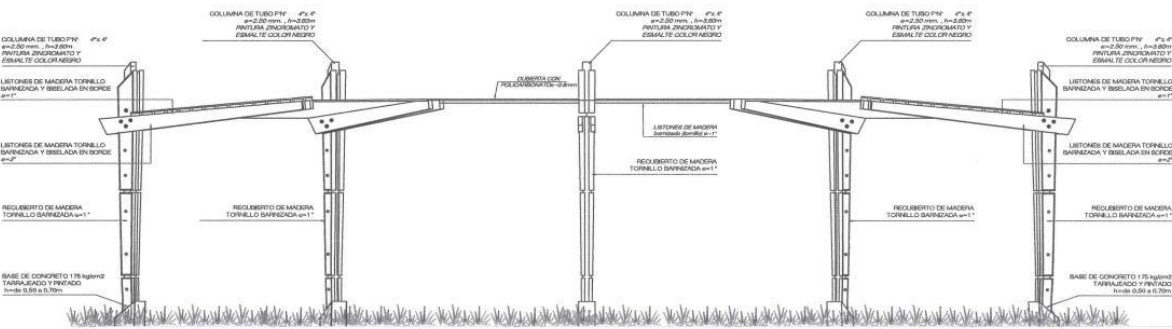 COLUMNA DE TUBO FºNº 4"x 4"
e=2.50 mm. , h=3.60m
PINTURA ZINCROMATO Y
ESMALTE COLOR NEGRO
COLUMNA DE TUBO FºNº 4"x 4"
e=2.50 mm. , h=3.60m
PINTURA ZINCROMATO Y
ESMALTE COLOR NEGRO
COLUMNA DE TUBO FºNº 4"x 4"
e=2.50 mm. , h=3.60m
PINTURA ZINCROMATO Y
ESMALTE COLOR NEGRO
COLUMNA DE TUBO FºNº 4"x 4"
e=2.50 mm. , h=3.60m
PINTURA ZINCROMATO Y
ESMALTE COLOR NEGRO
COLUMNA DE TUBO FºNº 4"x 4"
e=2.50 mm. , h=3.60m
PINTURA ZINCROMATO Y
ESMALTE COLOR NEGRO
LISTONES DE MADERA TORNILLO
BARNIZADA Y BISELADA EN BORDE
e=1"
CUBIERTA CON
POLICARBONATO
LISTONES DE MADERA TORNILLO
BARNIZADA Y BISELADA EN BORDE
e=1"
LISTONES DE MADERA
barnizado (tornillo) e=1"
LISTONES DE MADERA TORNILLO
BARNIZADA Y BISELADA EN BORDE
e=2"
RECUBIERTO DE MADERA
TORNILLO BARNIZADA e=1"
LISTONES DE MADERA TORNILLO
BARNIZADA Y BISELADA EN BORDE
e=2"
RECUBIERTO DE MADERA
TORNILLO BARNIZADA e=1"
RECUBIERTO DE MADERA
TORNILLO BARNIZADA e=1"
RECUBIERTO DE MADERA
TORNILLO BARNIZADA e=1"
RECUBIERTO DE MADERA
TORNILLO BARNIZADA e=1"
BASE DE CONCRETO 175 kg/cm2
TARRAJEADO Y PINTADO
h=de 0.50 a 0.70m
BASE DE CONCRETO 175 kg/cm2
TARRAJEADO Y PINTADO
h=de 0.50 a 0.70m